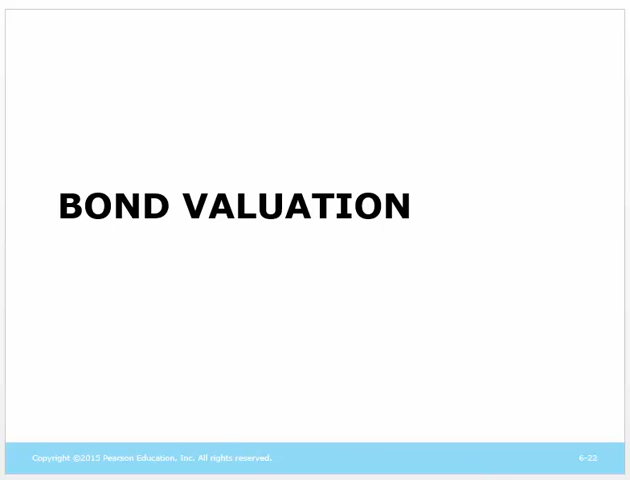 BOND VALUATION
Copyright ©2015 Pearson Education, Inc. All rights reserved.
6-22